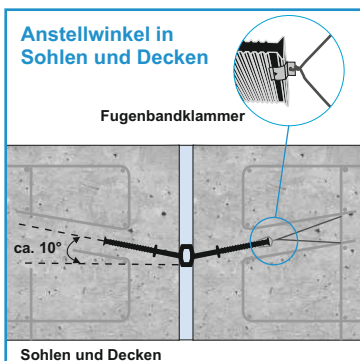 Anstellwinkel in
Sohlen und Decken
Fugenbandklammer
ca. 10°
Sohlen und Decken